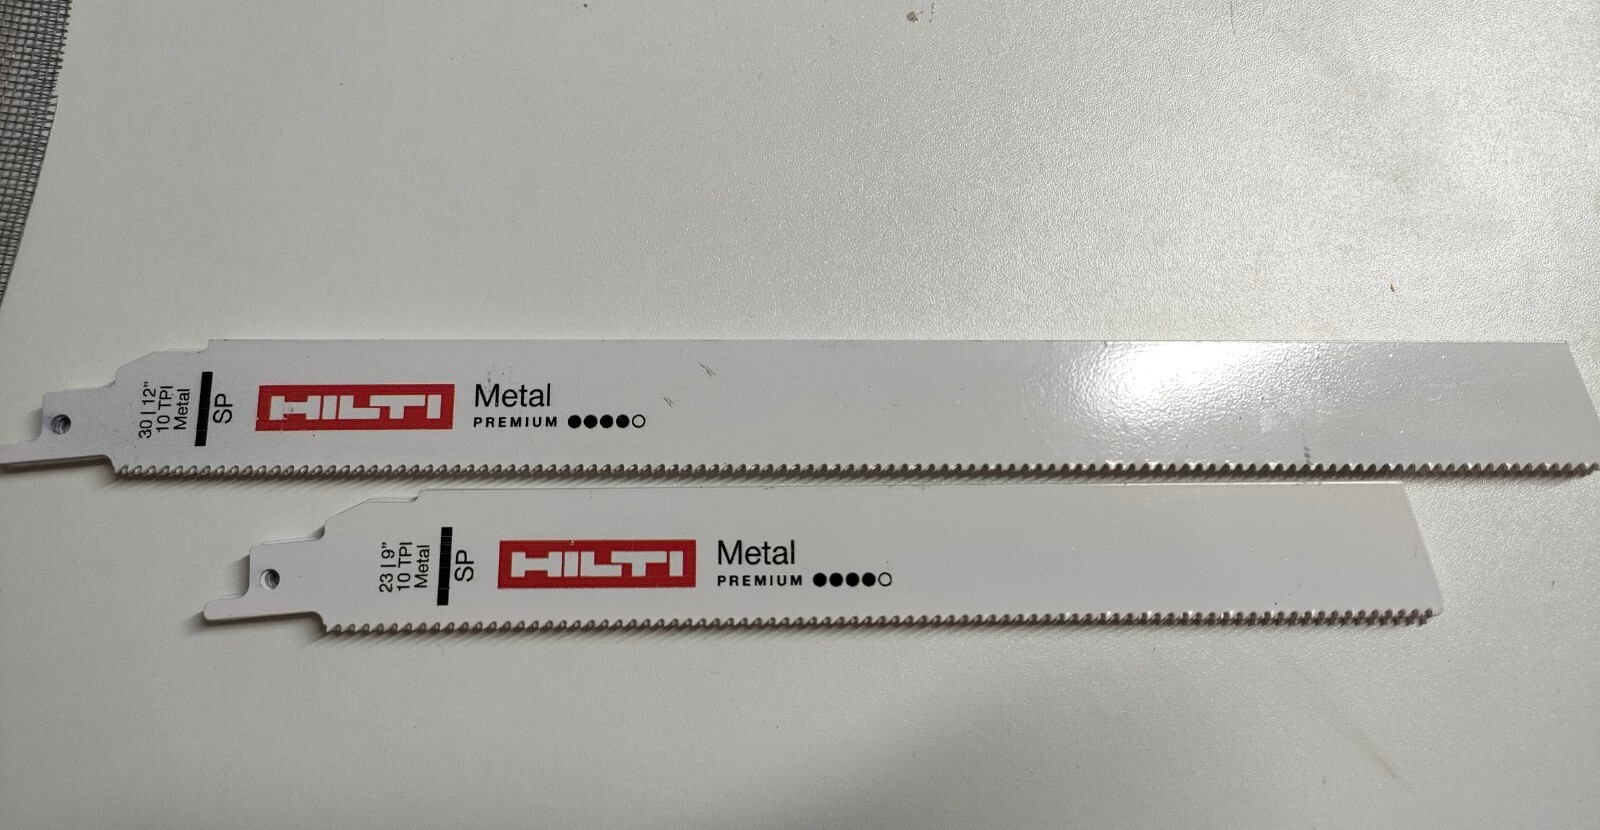 30 | 12"
10 TPI
Metal
SP
HILTI
Metal
PREMIUM
23 | 9"
10 TPI
Metal
SP
HILTI
Metal
PREMIUM